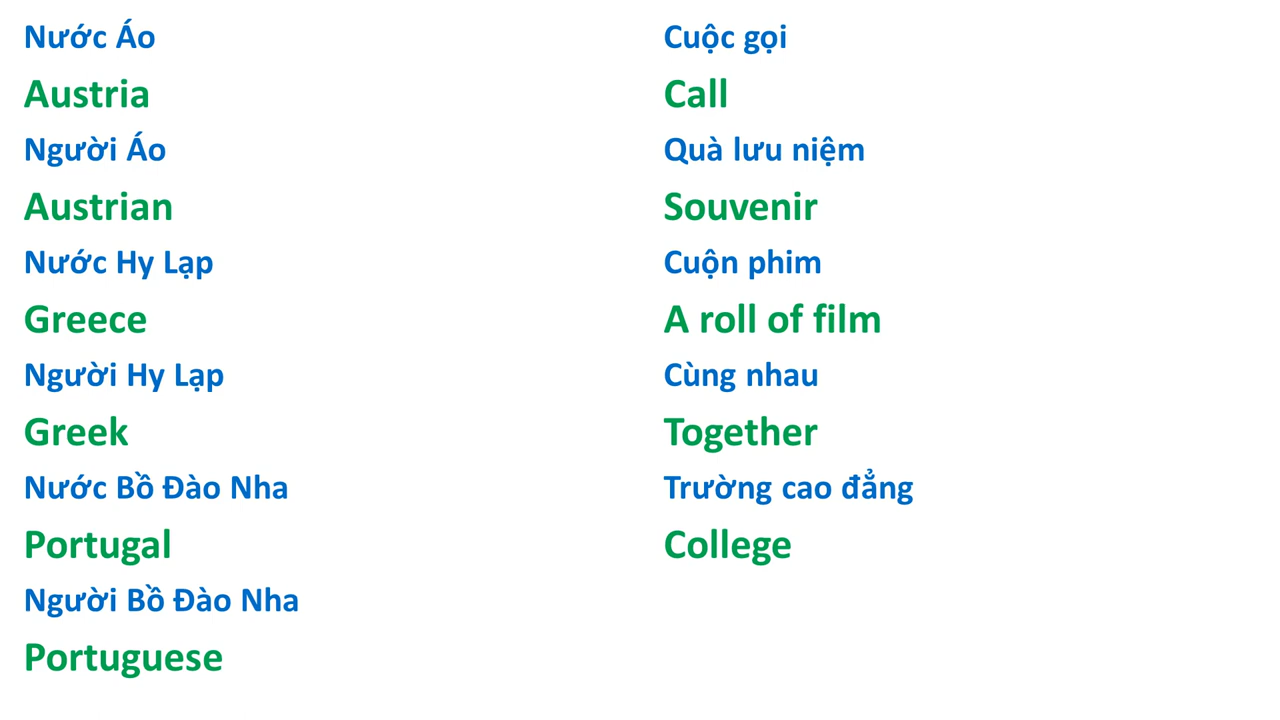 Nước Áo
Austria
Người Áo
Austrian
Nước Hy Lạp
Greece
Người Hy Lạp
Greek
Nước Bồ Đào Nha
Portugal
Người Bồ Đào Nha
Portuguese
Cuộc gọi
Call
Quà lưu niệm
Souvenir
Cuộn phim
A roll of film
Cùng nhau
Together
Trường cao đẳng
College